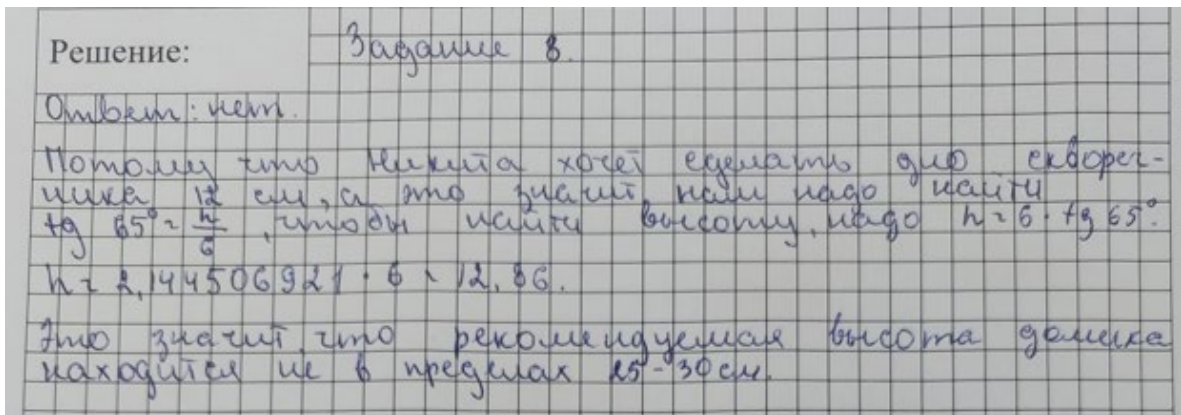 Решение:
Задание 8.
Ответ: нет.
Потому что Никита хочет сделать дно сквореч-
ника 12 см, а это значит нам надо найти
tg 65° = h/6, чтобы найти высоту, надо h = 6 · tg 65°.
h = 2,144506921 · 6 ≈ 12,86.
Это значит, что рекомендуемая высота домика
находится не в пределах 25-30 см.